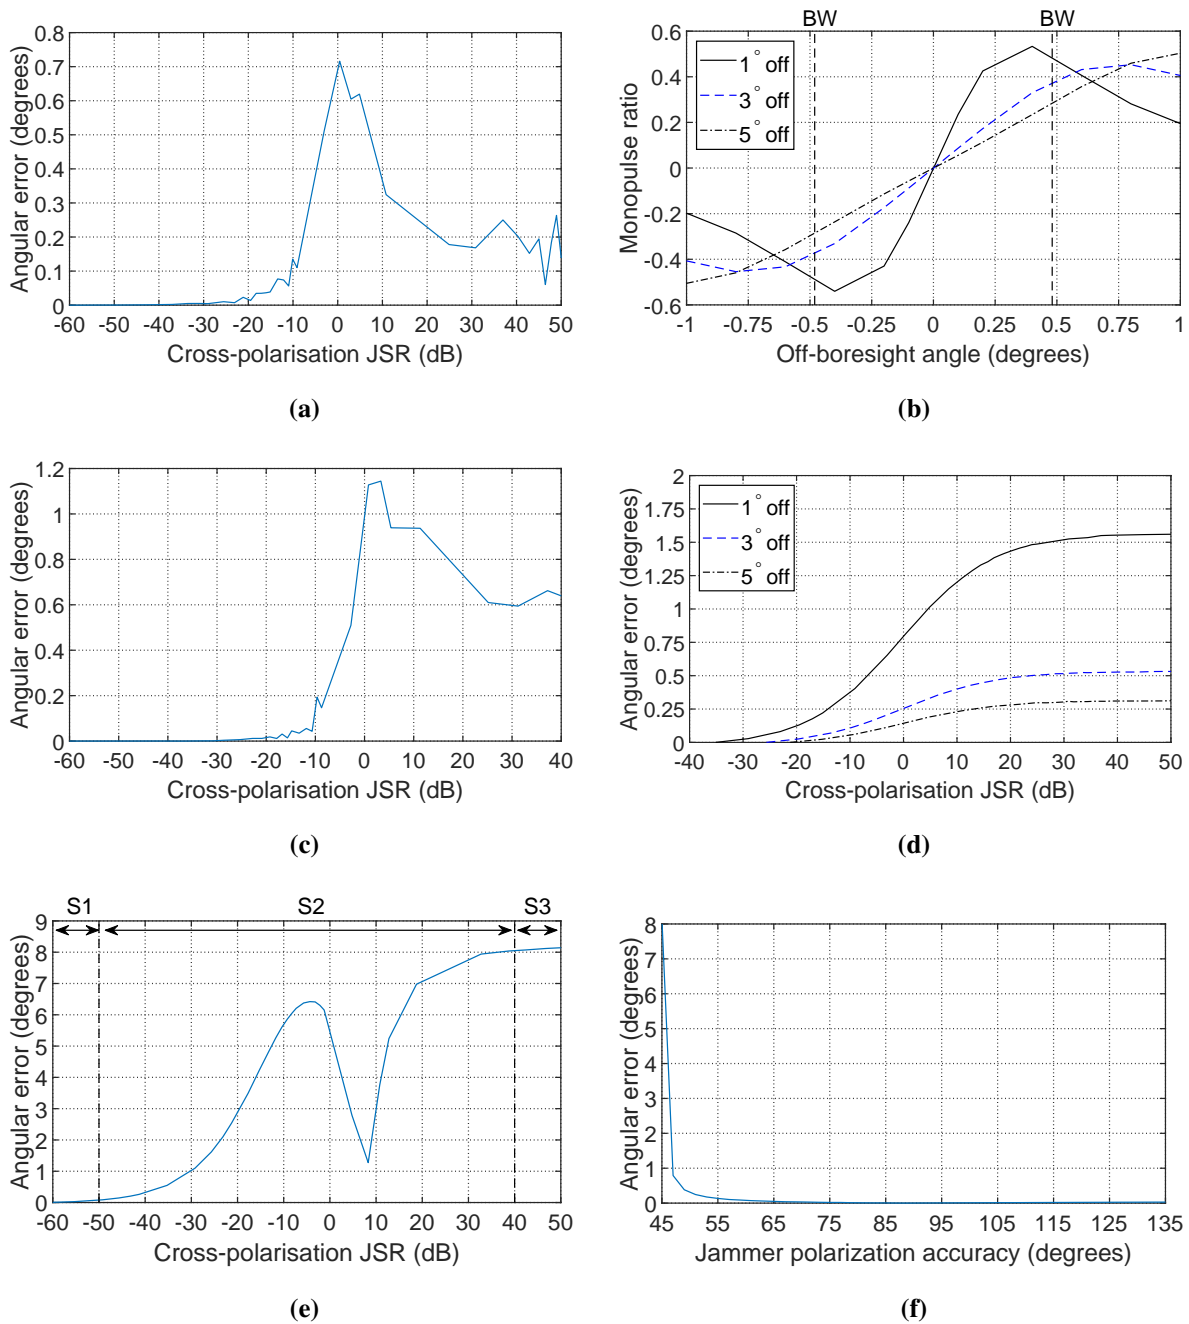 0.8
0.7
0.6
0.5
0.4
0.3
0.2
0.1
0
-60 -50 -40 -30 -20 -10 0 10 20 30 40 50
Angular error (degrees)
Cross-polarisation JSR (dB)
(a)
BW BW
0.6
0.4
0.2
0
-0.2
-0.4
-0.6
1° off
3° off
5° off
-1 -0.75 -0.5 -0.25 0 0.25 0.5 0.75 1
Monopulse ratio
Off-boresight angle (degrees)
(b)
1.2
1
0.8
0.6
0.4
0.2
0
-60 -50 -40 -30 -20 -10 0 10 20 30 40
Angular error (degrees)
Cross-polarisation JSR (dB)
(c)
2
1.75
1.5
1.25
1
0.75
0.5
0.25
0
1° off
3° off
5° off
-40 -30 -20 -10 0 10 20 30 40 50
Angular error (degrees)
Cross-polarisation JSR (dB)
(d)
S1 S2 S3
9
8
7
6
5
4
3
2
1
0
-60 -50 -40 -30 -20 -10 0 10 20 30 40 50
Angular error (degrees)
Cross-polarisation JSR (dB)
(e)
8
7
6
5
4
3
2
1
0
45 55 65 75 85 95 105 115 125 135
Angular error (degrees)
Jammer polarization accuracy (degrees)
(f)